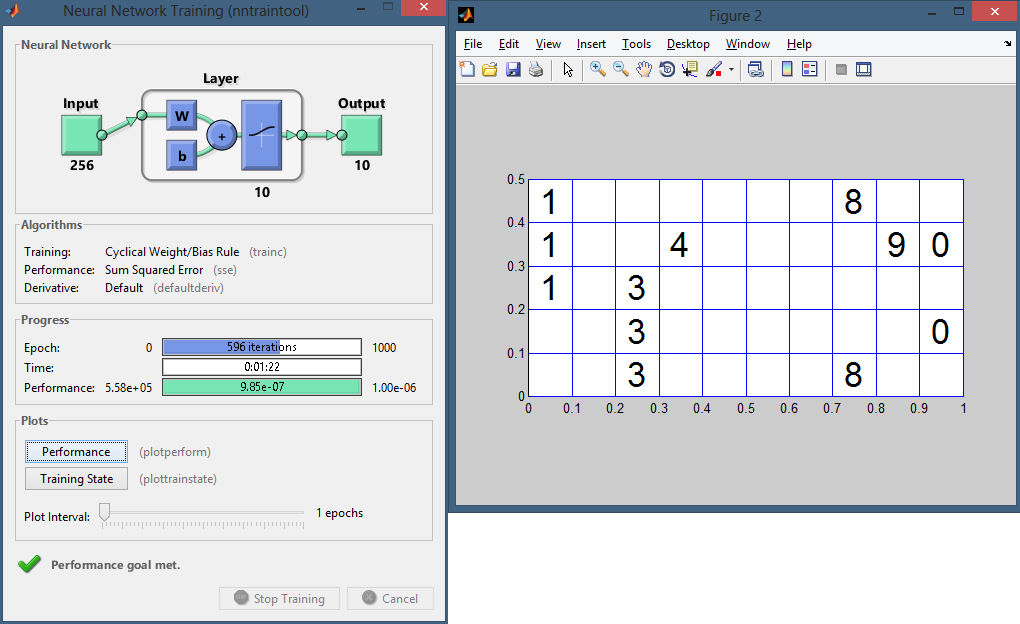 Neural Network Training (nntraintool)
Neural Network
Layer
Input
Output
W
+
b
256
10
10
Algorithms
Training: Cyclical Weight/Bias Rule (trainc)
Performance: Sum Squared Error (sse)
Derivative: Default (defaultderiv)
Progress
Epoch: 0 596 iterations 1000
Time: 0:01:22
Performance: 5.58e+05 9.85e-07 1.00e-06
Plots
Performance (plotperform)
Training State (plottrainstate)
Plot Interval: 1 epochs
Performance goal met.
Stop Training Cancel
Figure 2
File Edit View Insert Tools Desktop Window Help
0.5
1 8
0.4
1 4 9 0
0.3
1 3
0.2
3 0
0.1
3 8
0
0 0.1 0.2 0.3 0.4 0.5 0.6 0.7 0.8 0.9 1